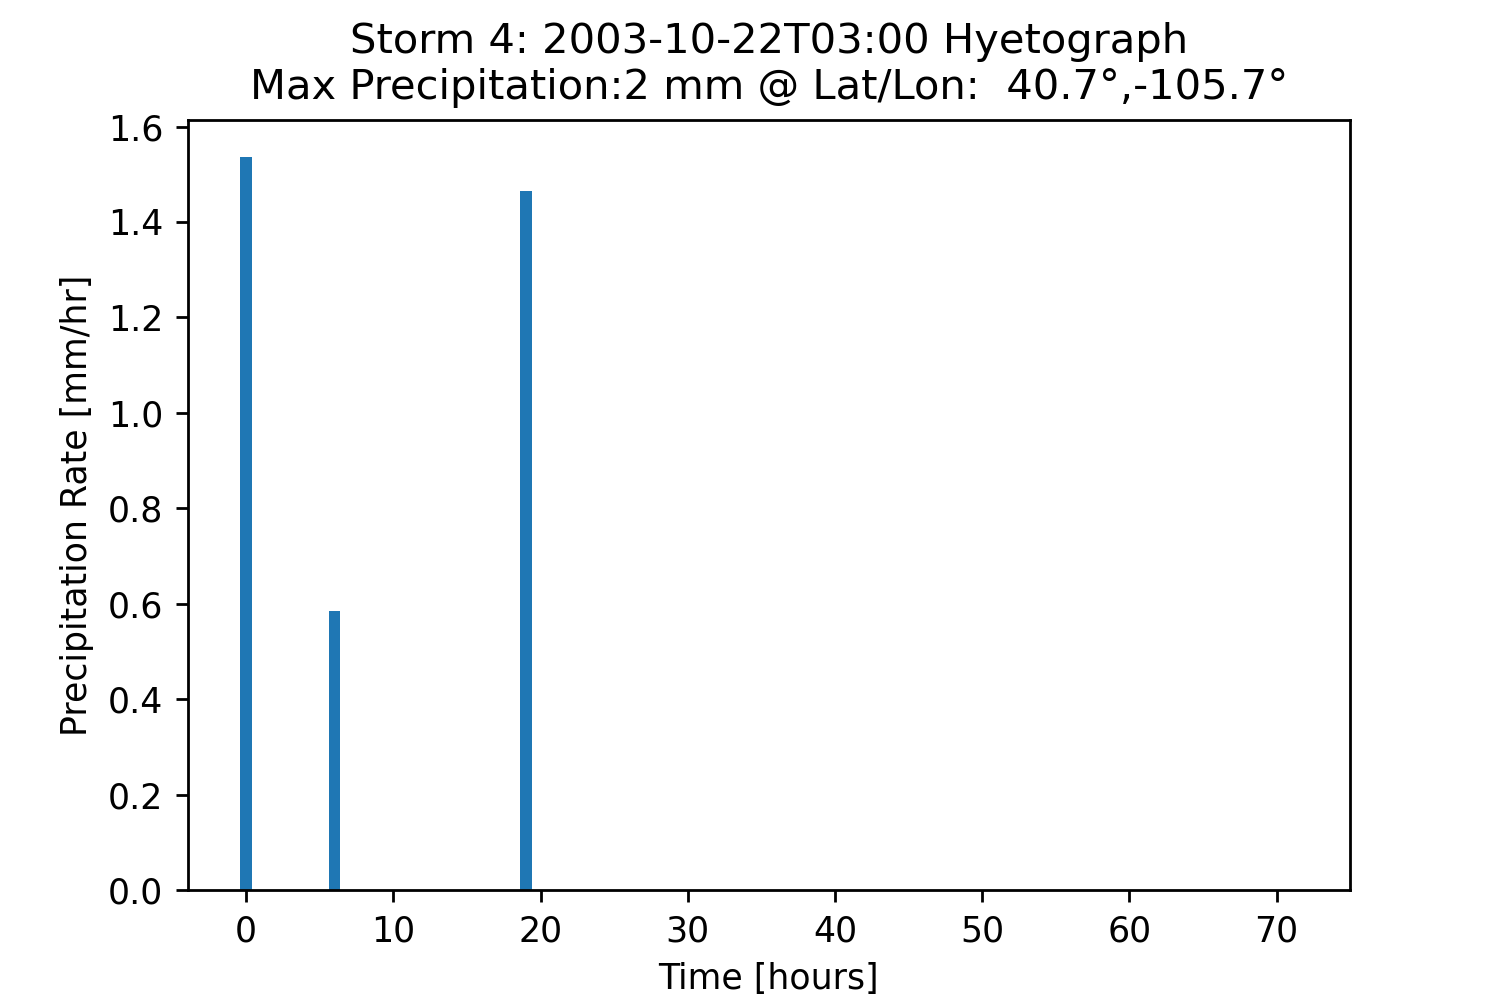 Storm 4: 2003-10-22T03:00 Hyetograph
Max Precipitation:2 mm @ Lat/Lon:  40.7°,-105.7°
1.6
1.4
1.2
1.0
0.8
0.6
0.4
0.2
0.0
Precipitation Rate [mm/hr]
0 10 20 30 40 50 60 70
Time [hours]